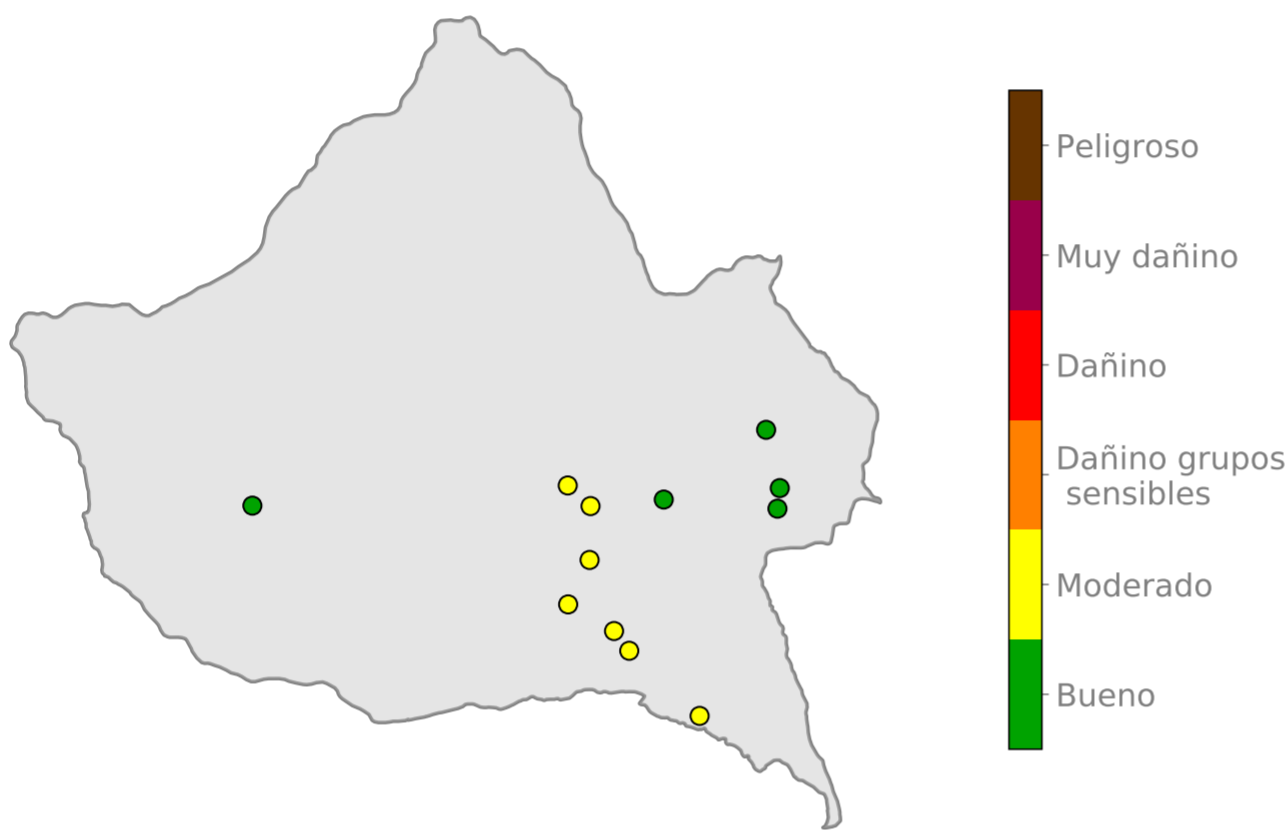 Peligroso
Muy dañino
Dañino
Dañino grupos
sensibles
Moderado
Bueno